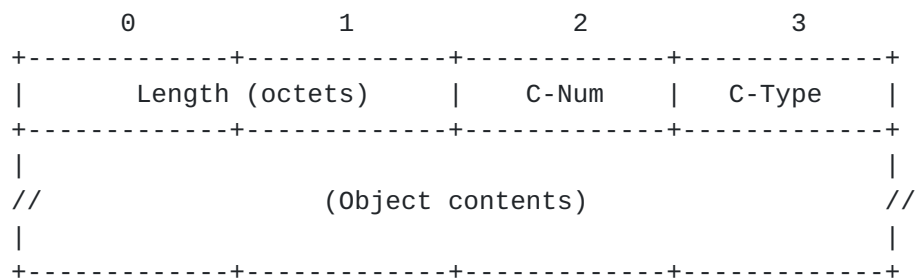 0             1              2             3
+-------------+-------------+-------------+-------------+
|       Length (octets)     |    C-Num    |   C-Type    |
+-------------+-------------+-------------+-------------+
|                                                       |
//                  (Object contents)                   //
|                                                       |
+-------------+-------------+-------------+-------------+